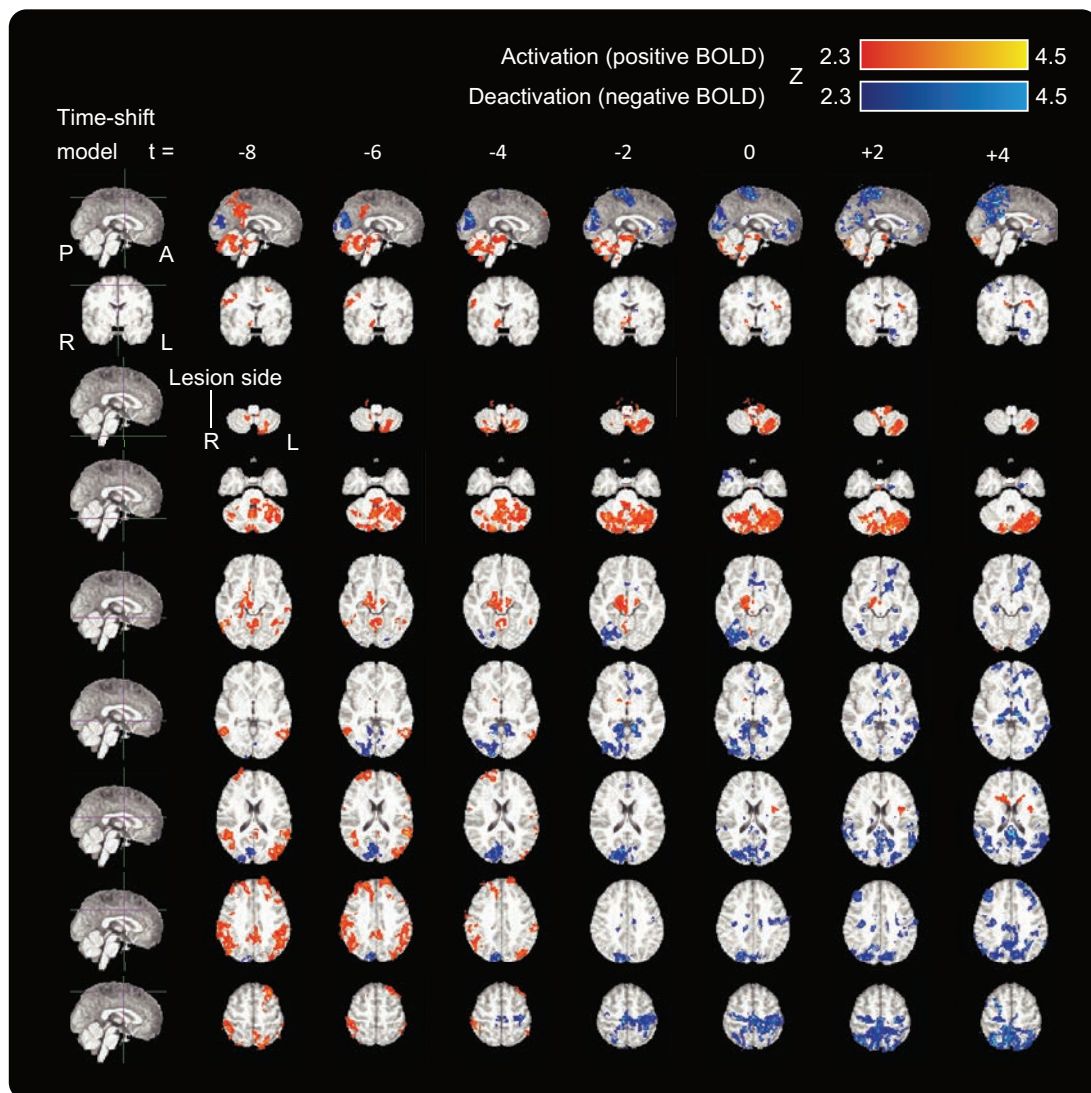 Activation (positive BOLD) 2.3 4.5
Z
Deactivation (negative BOLD) 2.3 4.5
Time-shift
model t = -8 -6 -4 -2 0 +2 +4
P A
R L
Lesion side
R L